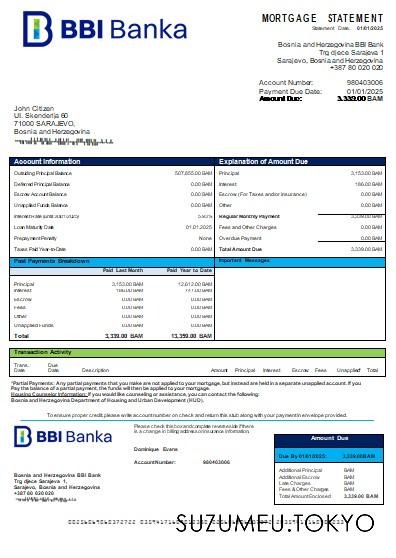 BBI Banka
MORTGAGE STATEMENT
Statement Date: 01/01/2025
Bosnia and Herzegovina BBI Bank
Trg djece Sarajeva 1
Sarajevo, Bosnia and Herzegovina
+387 80 020 020
Account Number: 980403006
Payment Due Date: 01/01/2025
Amount Due: 3,339.00 BAM
John Citizen
Ul. Skenderija 60
71000 SARAJEVO,
Bosnia and Herzegovina
Account Information
Outstanding Principal Balance 507,855.00 BAM
Deferred Principal Balance 0.00 BAM
Escrow Account Balance 0.00 BAM
Unapplied Funds Balance 0.00 BAM
Interest Rate
Loan Maturity Date 01.01.2025
Prepayment Penalty None
Taxes Paid Year-to-Date 0.00 BAM
Explanation of Amount Due
Principal 3,153.00 BAM
Interest 186.00 BAM
Escrow (For Taxes and/or Insurance) 0.00 BAM
Other 0.00 BAM
Regular Monthly Payment 3,339.00 BAM
Fees and Other Charges 0.00 BAM
Overdue Payment 0.00 BAM
Total Amount Due 3,339.00 BAM
Past Payments Breakdown
Paid Last Month Paid Year to Date
Principal 3,153.00 BAM 12,612.00 BAM
Interest 186.00 BAM
Escrow 0.00 BAM 0.00 BAM
Fees 0.00 BAM 0.00 BAM
Other 0.00 BAM 0.00 BAM
Unapplied Funds 0.00 BAM 0.00 BAM
Total 3,339.00 BAM 13,359.00 BAM
Important Messages
Transaction Activity
Trans. Date Due Date Description Amount Principal Interest Escrow Fees Unapplied* Total
*Partial Payments: Any partial payments that you make are not applied to your mortgage, but instead are held in a separate unapplied account. If you
Pay the balance of a partial payment, the funds will then be applied to your mortgage.
Housing Counselor Information: If you would like counseling or assistance, you can contact the following:
Bosnia and Herzegovina Department of Housing and Urban Development (HUD).
To ensure proper credit please write account number on check and return this stub along with your payment in envelope provided.
BBI Banka
Please check this box and complete reverse side if there
is a change in billing address or insurance information.
Dominique Evans
Account Number: 980403006
Bosnia and Herzegovina BBI Bank
Trg djece Sarajeva 1,
Sarajevo, Bosnia and Herzegovina
+387 80 020 020
Amount Due
Due By 01/01/2025: 3,339.00 BAM
Additional Principal BAM
Additional Escrow BAM
Late Charges BAM
Fees & Other Charges BAM
Total Amount Enclosed 3,339.00 BAM
SUZUMEU.TOKYO